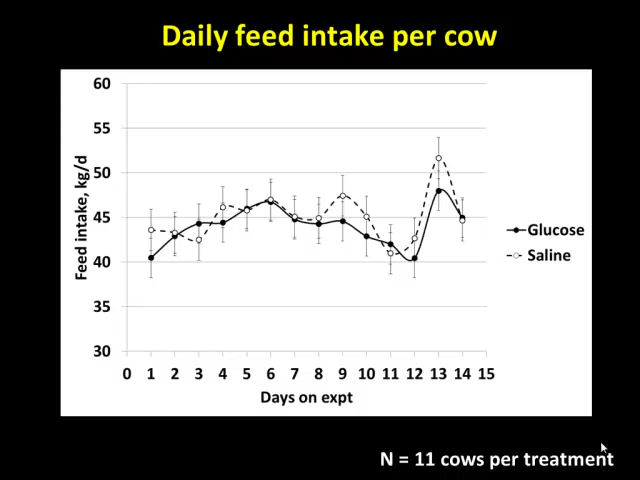 Daily feed intake per cow
60
55
50
45
40
35
30
Feed intake, kg/d
0 1 2 3 4 5 6 7 8 9 10 11 12 13 14 15
Days on expt
Glucose
Saline
N = 11 cows per treatment